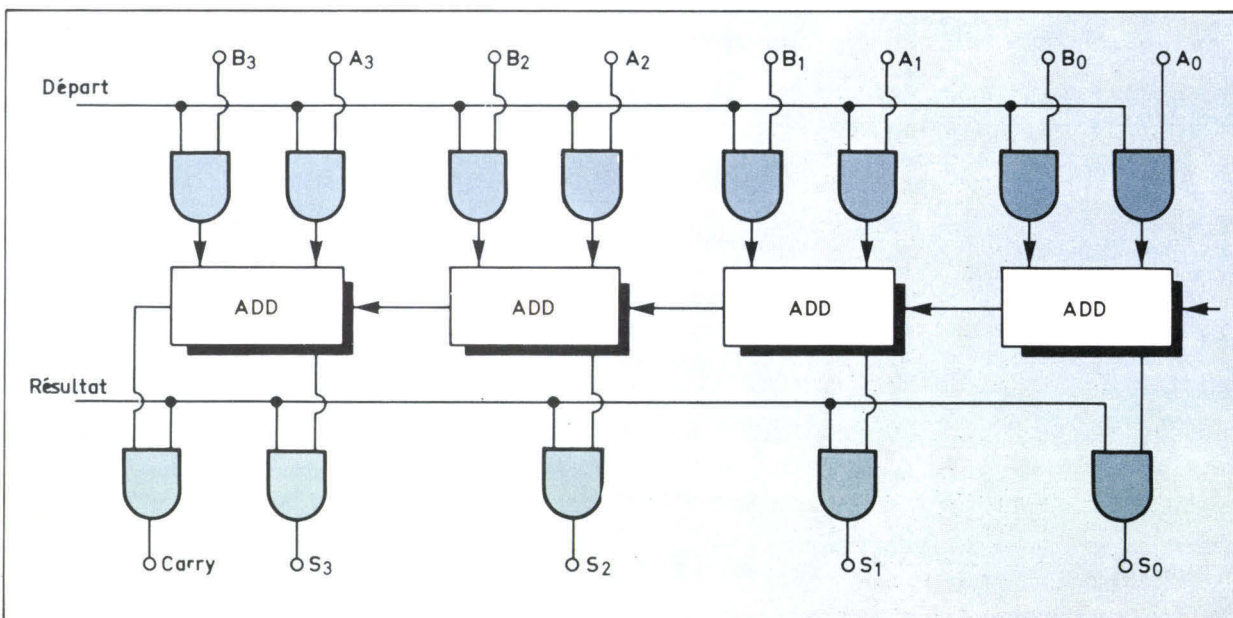 B3 A3 B2 A2 B1 A1 B0 A0
Départ
ADD ADD ADD ADD
Résultat
Carry S3 S2 S1 S0